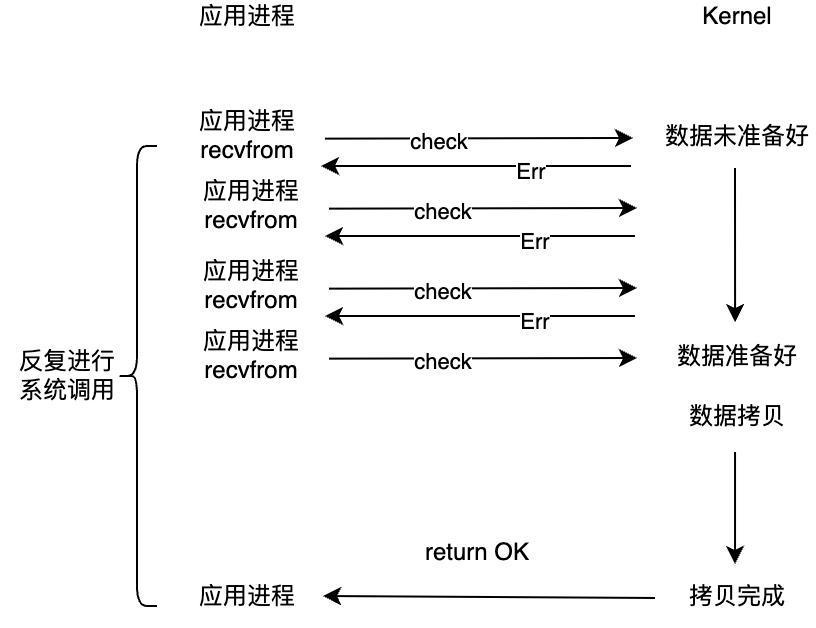 应用进程
Kernel
应用进程
recvfrom
check
数据未准备好
Err
应用进程
recvfrom
check
Err
应用进程
recvfrom
check
Err
应用进程
recvfrom
check
数据准备好
反复进行
系统调用
数据拷贝
return OK
应用进程
拷贝完成